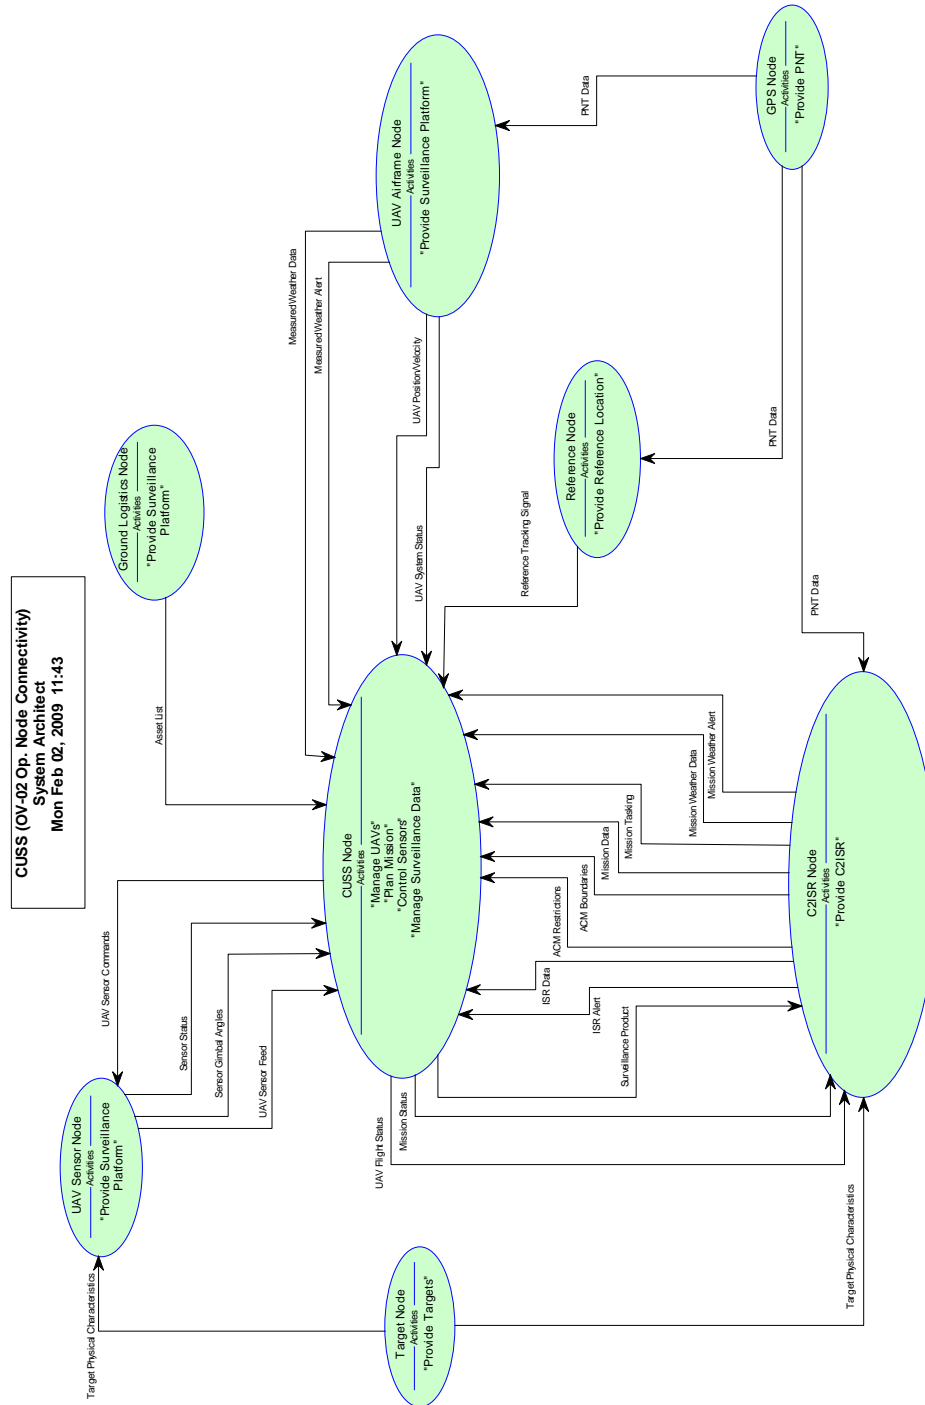 CUSS (OV-02 Op. Node Connectivity)
System Architect
Mon Feb 02, 2009 11:43
UAV Sensor Node
Activities
"Provide Surveillance
Platform"
Ground Logistics Node
Activities
"Provide Surveillance
Platform"
UAV Airframe Node
Activities
"Provide Surveillance Platform"
GPS Node
Activities
"Provide PNT"
Reference Node
Activities
"Provide Reference Location"
CUSS Node
Activities
"Manage UAVs"
"Plan Mission"
"Control Sensors"
"Manage Surveillance Data"
Target Node
Activities
"Provide Targets"
C2ISR Node
Activities
"Provide C2ISR"
Target Physical Characteristics
UAV Sensor Commands
Sensor Status
Sensor Gimbal Angles
UAV Sensor Feed
Asset List
Measured Weather Data
Measured Weather Alert
UAV Position/Velocity
UAV System Status
Reference Tracking Signal
PNT Data
PNT Data
PNT Data
UAV Flight Status
Mission Status
Surveillance Product
ISR Alert
ISR Data
ACM Restrictions
ACM Boundaries
Mission Data
Mission Tasking
Mission Weather Data
Mission Weather Alert
Target Physical Characteristics